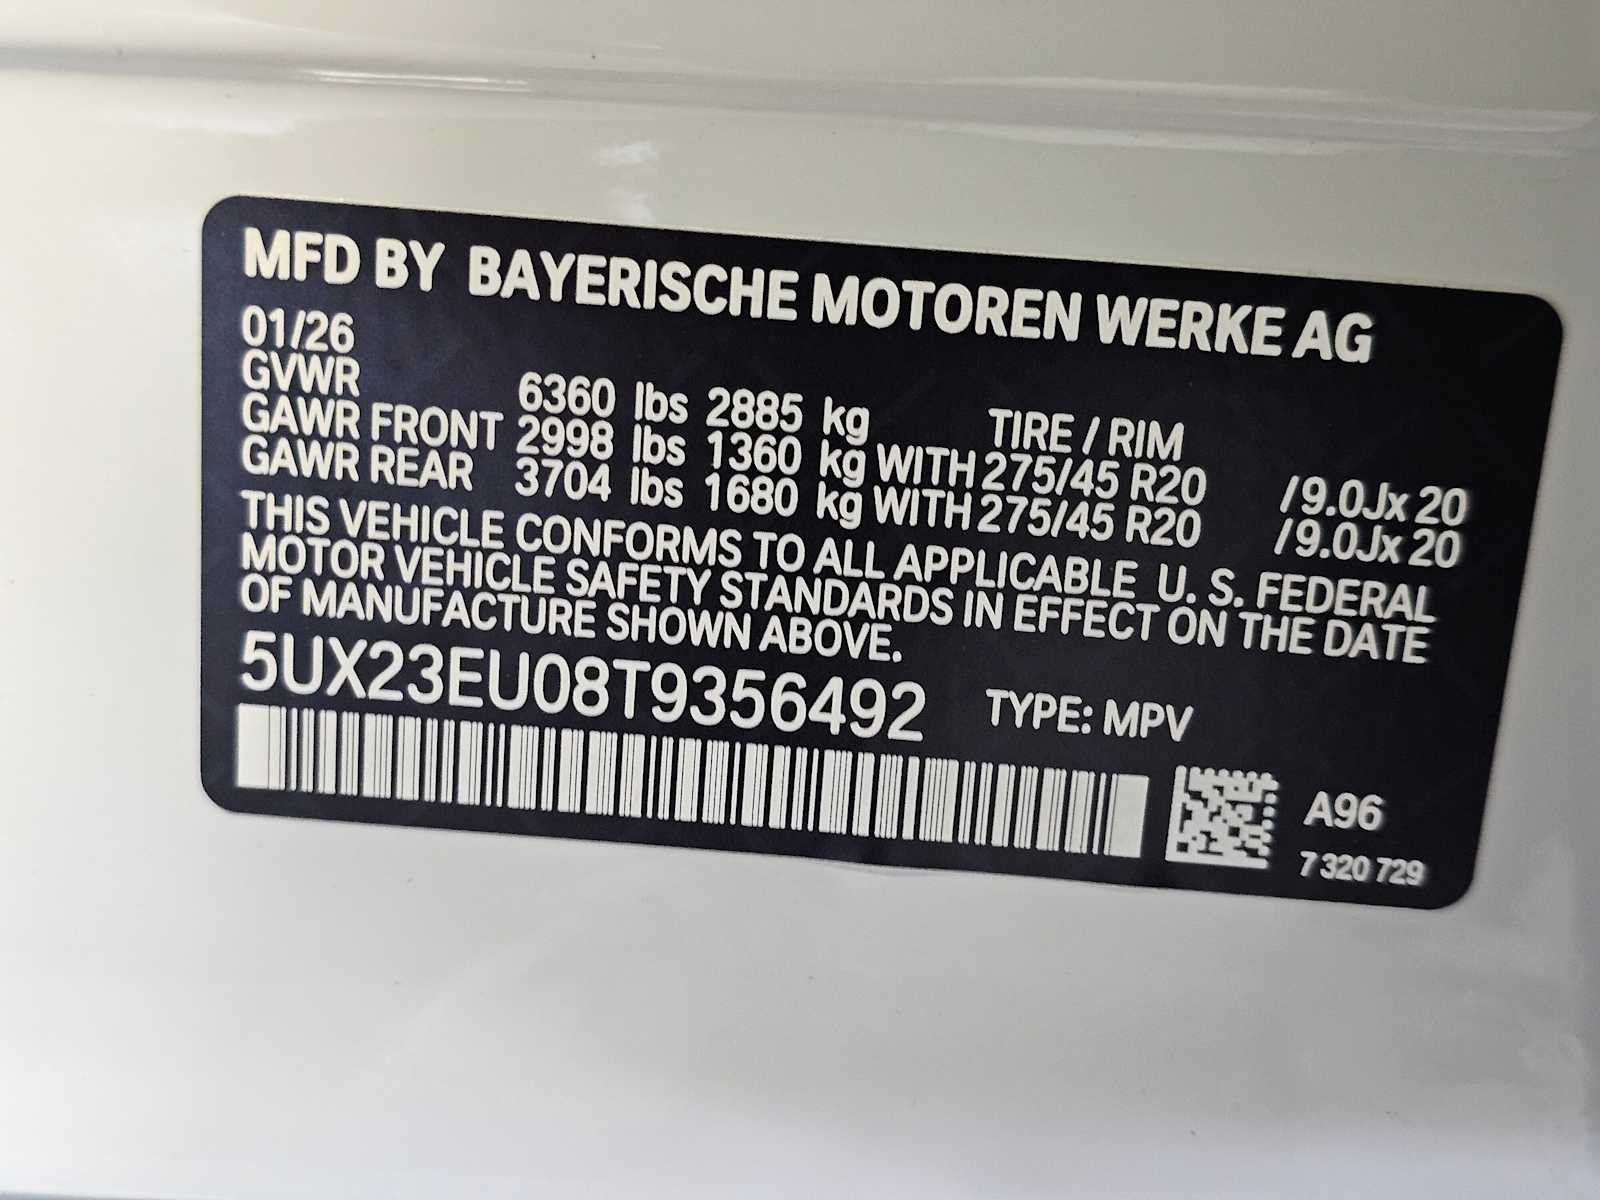 MFD BY BAYERISCHE MOTOREN WERKE AG
01/26
GVWR 6360 lbs 2885 kg TIRE / RIM
GAWR FRONT 2998 lbs 1360 kg WITH 275/45 R20 /9.0Jx 20
GAWR REAR 3704 lbs 1680 kg WITH 275/45 R20 /9.0Jx 20
THIS VEHICLE CONFORMS TO ALL APPLICABLE U. S. FEDERAL
MOTOR VEHICLE SAFETY STANDARDS IN EFFECT ON THE DATE
OF MANUFACTURE SHOWN ABOVE.
5UX23EU08T9356492 TYPE: MPV
A96
7 320 729